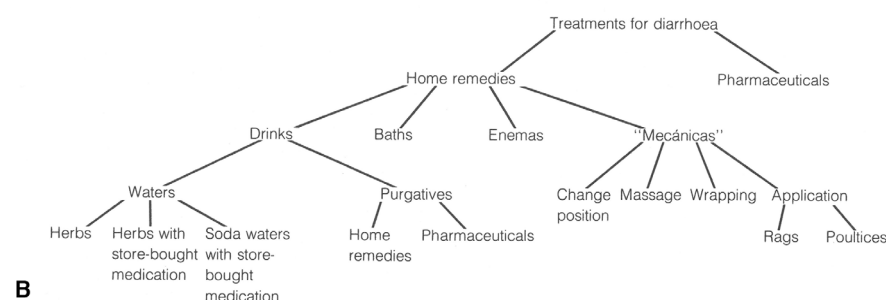 Treatments for diarrhoea
Home remedies
Pharmaceuticals
Drinks
Baths
Enemas
"Mecánicas"
Waters
Purgatives
Change
position
Massage
Wrapping
Application
Herbs
Herbs with
store-bought
medication
Soda waters
with store-
bought
medication
Home
remedies
Pharmaceuticals
Rags
Poultices
B